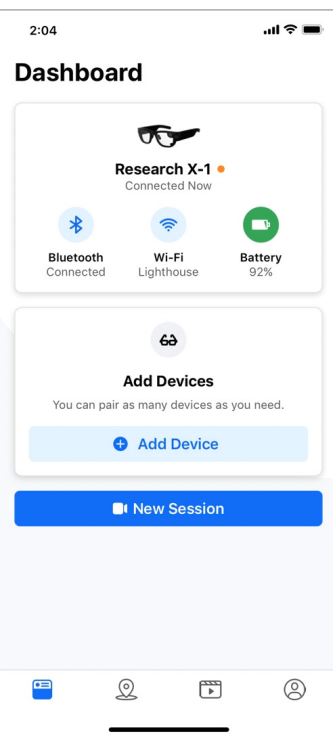 2:04
Dashboard
Research X-1
Connected Now
Bluetooth
Connected
Wi-Fi
Lighthouse
Battery
92%
Add Devices
You can pair as many devices as you need.
Add Device
New Session